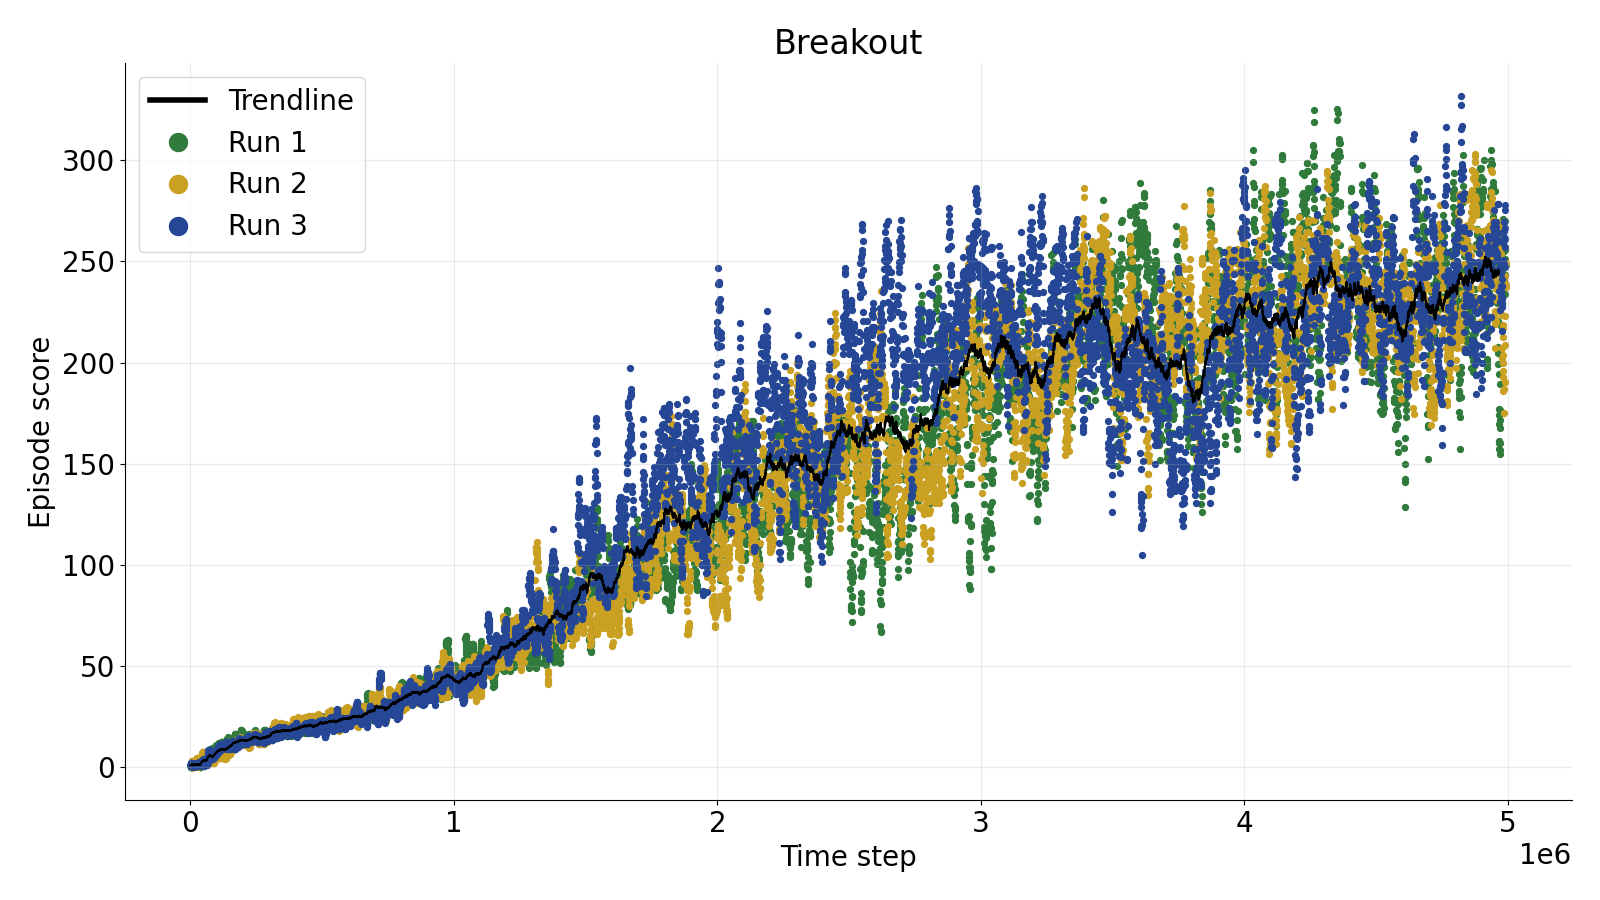 Breakout
Trendline
Run 1
Run 2
Run 3
Episode score
300
250
200
150
100
50
0
0 1 2 3 4 5
1e6
Time step